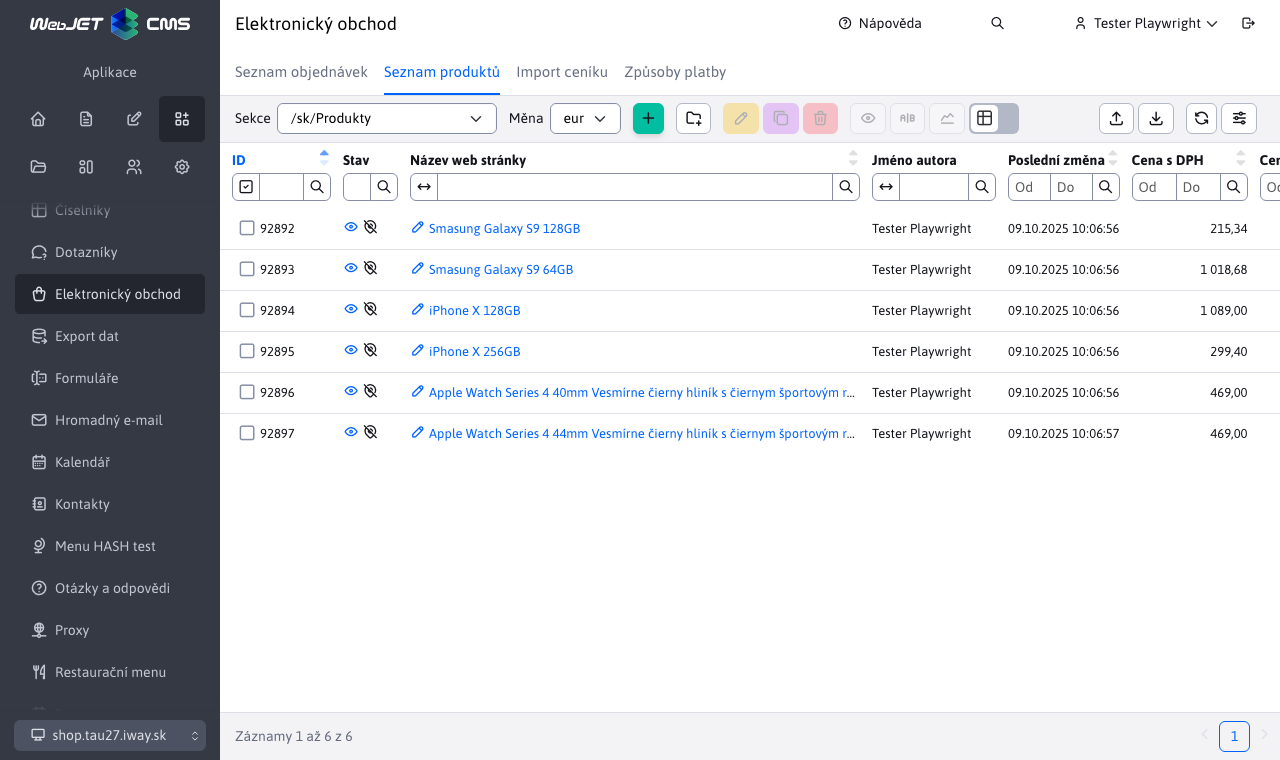 WebJET CMS
Elektronický obchod
Nápověda
Tester Playwright
Aplikace
Seznam objednávek
Seznam produktů
Import ceníku
Způsoby platby
Sekce
/sk/Produkty
Měna
eur
ID
Stav
Název web stránky
Jméno autora
Poslední změna
Cena s DPH
Od
Do
Od
Do
92892
Smasung Galaxy S9 128GB
Tester Playwright
09.10.2025 10:06:56
215,34
92893
Smasung Galaxy S9 64GB
Tester Playwright
09.10.2025 10:06:56
1 018,68
92894
iPhone X 128GB
Tester Playwright
09.10.2025 10:06:56
1 089,00
92895
iPhone X 256GB
Tester Playwright
09.10.2025 10:06:56
299,40
92896
Apple Watch Series 4 40mm Vesmírne čierny hliník s čiernym športovým r...
Tester Playwright
09.10.2025 10:06:56
469,00
92897
Apple Watch Series 4 44mm Vesmírne čierny hliník s čiernym športovým r...
Tester Playwright
09.10.2025 10:06:57
469,00
Číselníky
Dotazníky
Elektronický obchod
Export dat
Formuláře
Hromadný e-mail
Kalendář
Kontakty
Menu HASH test
Otázky a odpovědi
Proxy
Restaurační menu
shop.tau27.iway.sk
Záznamy 1 až 6 z 6
1